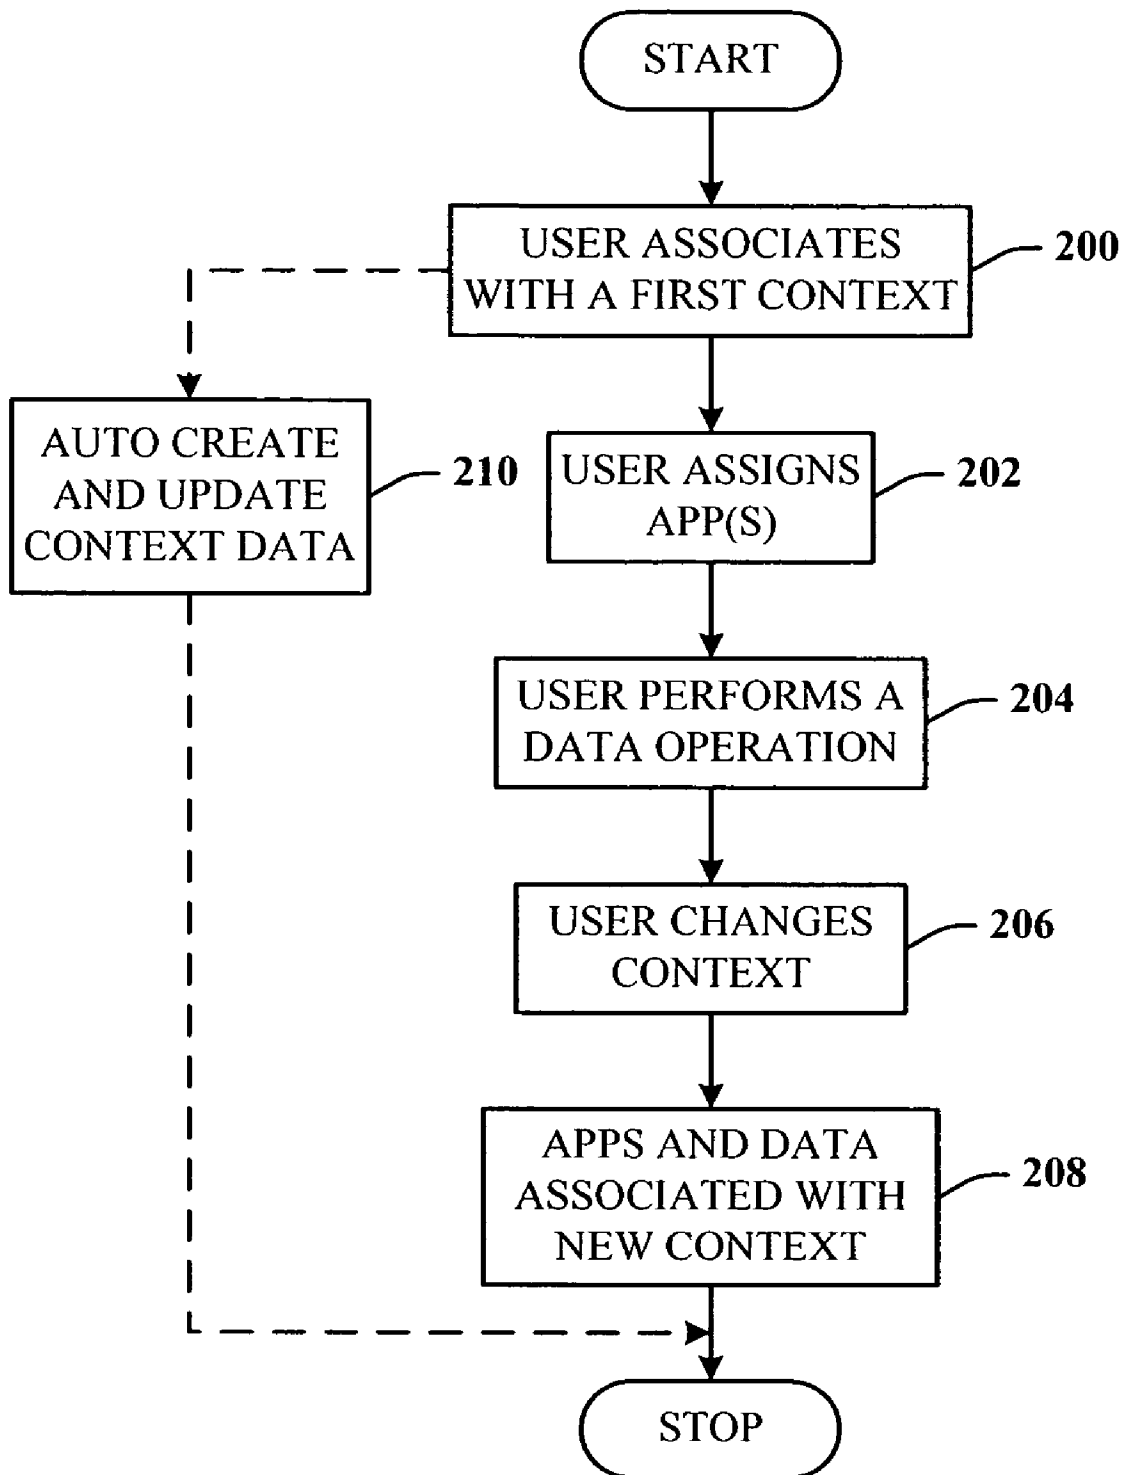 START
USER ASSOCIATES
WITH A FIRST CONTEXT
200
AUTO CREATE
AND UPDATE
CONTEXT DATA
210
USER ASSIGNS
APP(S)
202
USER PERFORMS A
DATA OPERATION
204
USER CHANGES
CONTEXT
206
APPS AND DATA
ASSOCIATED WITH
NEW CONTEXT
208
STOP